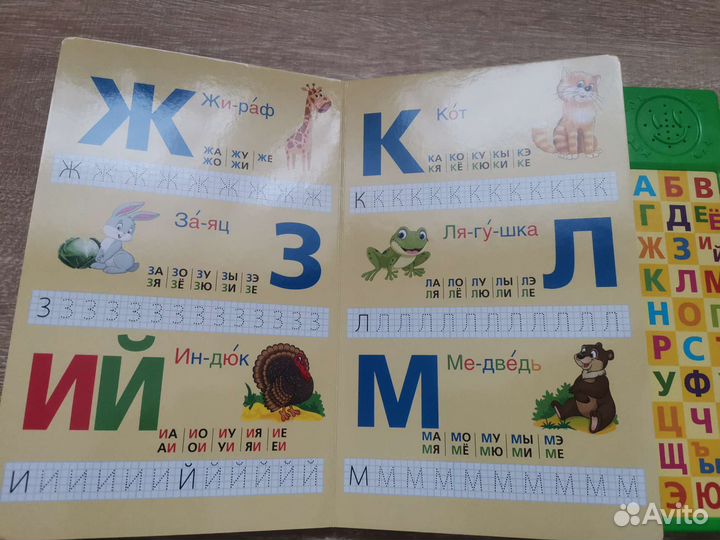 Ж
Жи-ра́ф
ЖА ЖУ ЖЕ
ЖО ЖИ
Ж Ж Ж Ж Ж Ж Ж Ж Ж
За́-яц
З
ЗА ЗО ЗУ ЗЫ ЗЭ
ЗЯ ЗЁ ЗЮ ЗИ ЗЕ
З З З З З З З З З З З З З З З
ИЙ
Ин-дю́к
ИА ИО ИУ ИЯ ИЕ
АИ ОИ УИ ЯИ ЕИ
И И И И И И Й Й Й Й Й Й Й
К
Ко́т
КА КО КУ КЫ КЭ
КЯ КЁ КЮ КИ КЕ
К К К К К К К К К К К К К
Ля-гу́-шка
Л
ЛА ЛО ЛУ ЛЫ ЛЭ
ЛЯ ЛЁ ЛЮ ЛИ ЛЕ
Л Л Л Л Л Л Л Л Л Л Л Л Л
М
Ме-две́дь
МА МО МУ МЫ МЭ
МЯ МЁ МЮ МИ МЕ
М М М М М М М М М М М
А Б В
Г Д Е Ё
Ж З И Й
К Л М
Н О П
Р С Т
У Ф
Ц Ч
Щ Ъ Ы
Э Ю
Avito